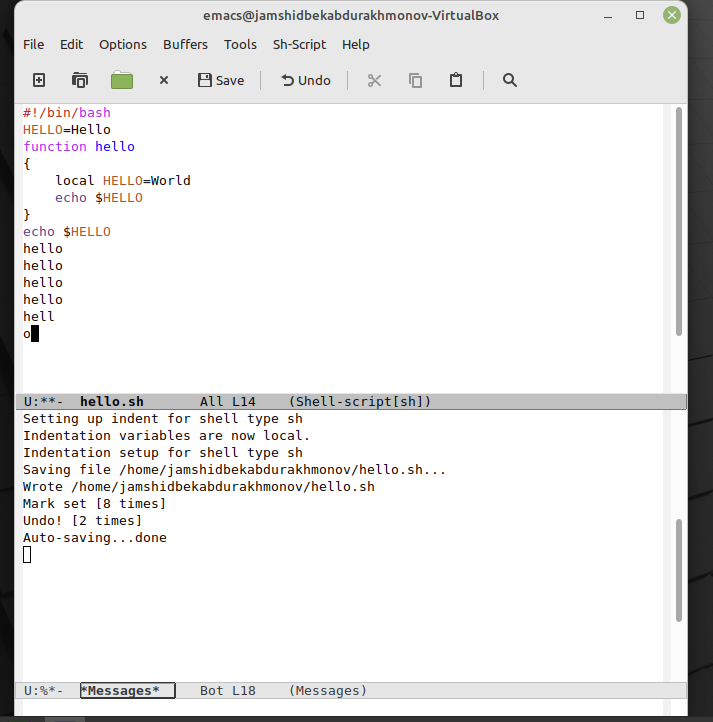 emacs@jamshidbekabdurakhmonov-VirtualBox
File Edit Options Buffers Tools Sh-Script Help
Save Undo
#!/bin/bash
HELLO=Hello
function hello
{
    local HELLO=World
    echo $HELLO
}
echo $HELLO
hello
hello
hello
hello
hell
o
U:**-  hello.sh       All L14    (Shell-script[sh])
Setting up indent for shell type sh
Indentation variables are now local.
Indentation setup for shell type sh
Saving file /home/jamshidbekabdurakhmonov/hello.sh...
Wrote /home/jamshidbekabdurakhmonov/hello.sh
Mark set [8 times]
Undo! [2 times]
Auto-saving...done
U:%*-  *Messages*     Bot L18    (Messages)